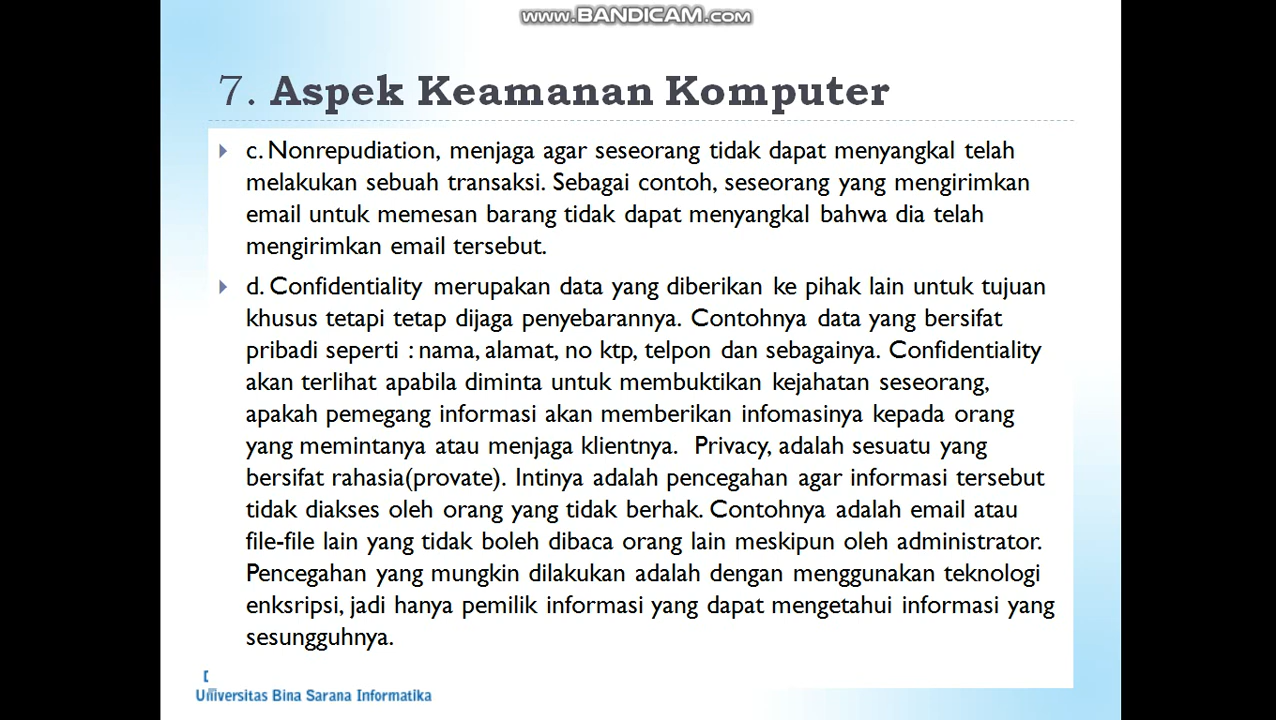 www.BANDICAM.com
7. Aspek Keamanan Komputer
c. Nonrepudiation, menjaga agar seseorang tidak dapat menyangkal telah
melakukan sebuah transaksi. Sebagai contoh, seseorang yang mengirimkan
email untuk memesan barang tidak dapat menyangkal bahwa dia telah
mengirimkan email tersebut.
d. Confidentiality merupakan data yang diberikan ke pihak lain untuk tujuan
khusus tetapi tetap dijaga penyebarannya. Contohnya data yang bersifat
pribadi seperti : nama, alamat, no ktp, telpon dan sebagainya. Confidentiality
akan terlihat apabila diminta untuk membuktikan kejahatan seseorang,
apakah pemegang informasi akan memberikan infomasinya kepada orang
yang memintanya atau menjaga klientnya. Privacy, adalah sesuatu yang
bersifat rahasia(provate). Intinya adalah pencegahan agar informasi tersebut
tidak diakses oleh orang yang tidak berhak. Contohnya adalah email atau
file-file lain yang tidak boleh dibaca orang lain meskipun oleh administrator.
Pencegahan yang mungkin dilakukan adalah dengan menggunakan teknologi
enksripsi, jadi hanya pemilik informasi yang dapat mengetahui informasi yang
sesungguhnya.
Universitas Bina Sarana Informatika